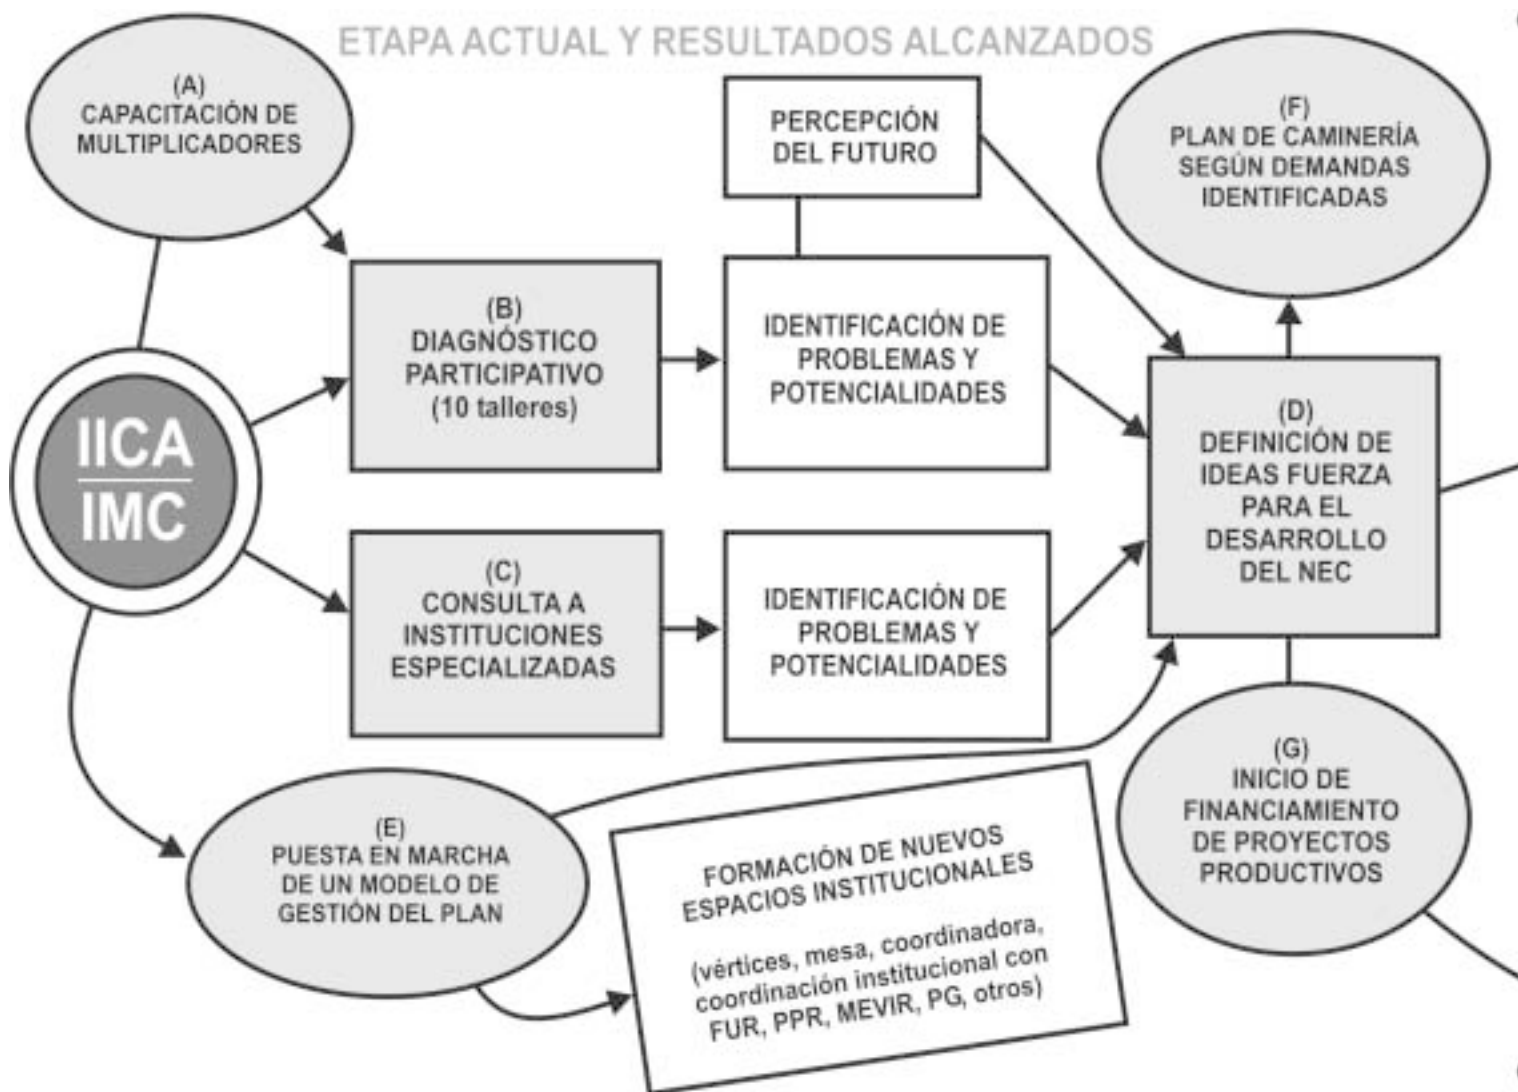 ETAPA ACTUAL Y RESULTADOS ALCANZADOS
(A)
CAPACITACIÓN DE
MULTIPLICADORES
PERCEPCIÓN
DEL FUTURO
(F)
PLAN DE CAMINERÍA
SEGÚN DEMANDAS
IDENTIFICADAS
(B)
DIAGNÓSTICO
PARTICIPATIVO
(10 talleres)
IDENTIFICACIÓN DE
PROBLEMAS Y
POTENCIALIDADES
IICA
IMC
(D)
DEFINICIÓN DE
IDEAS FUERZA
PARA EL
DESARROLLO
DEL NEC
(C)
CONSULTA A
INSTITUCIONES
ESPECIALIZADAS
IDENTIFICACIÓN DE
PROBLEMAS Y
POTENCIALIDADES
(E)
PUESTA EN MARCHA
DE UN MODELO DE
GESTIÓN DEL PLAN
FORMACIÓN DE NUEVOS
ESPACIOS INSTITUCIONALES
(vértices, mesa, coordinadora,
coordinación institucional con
FUR, PPR, MEVIR, PG, otros)
(G)
INICIO DE
FINANCIAMIENTO
DE PROYECTOS
PRODUCTIVOS